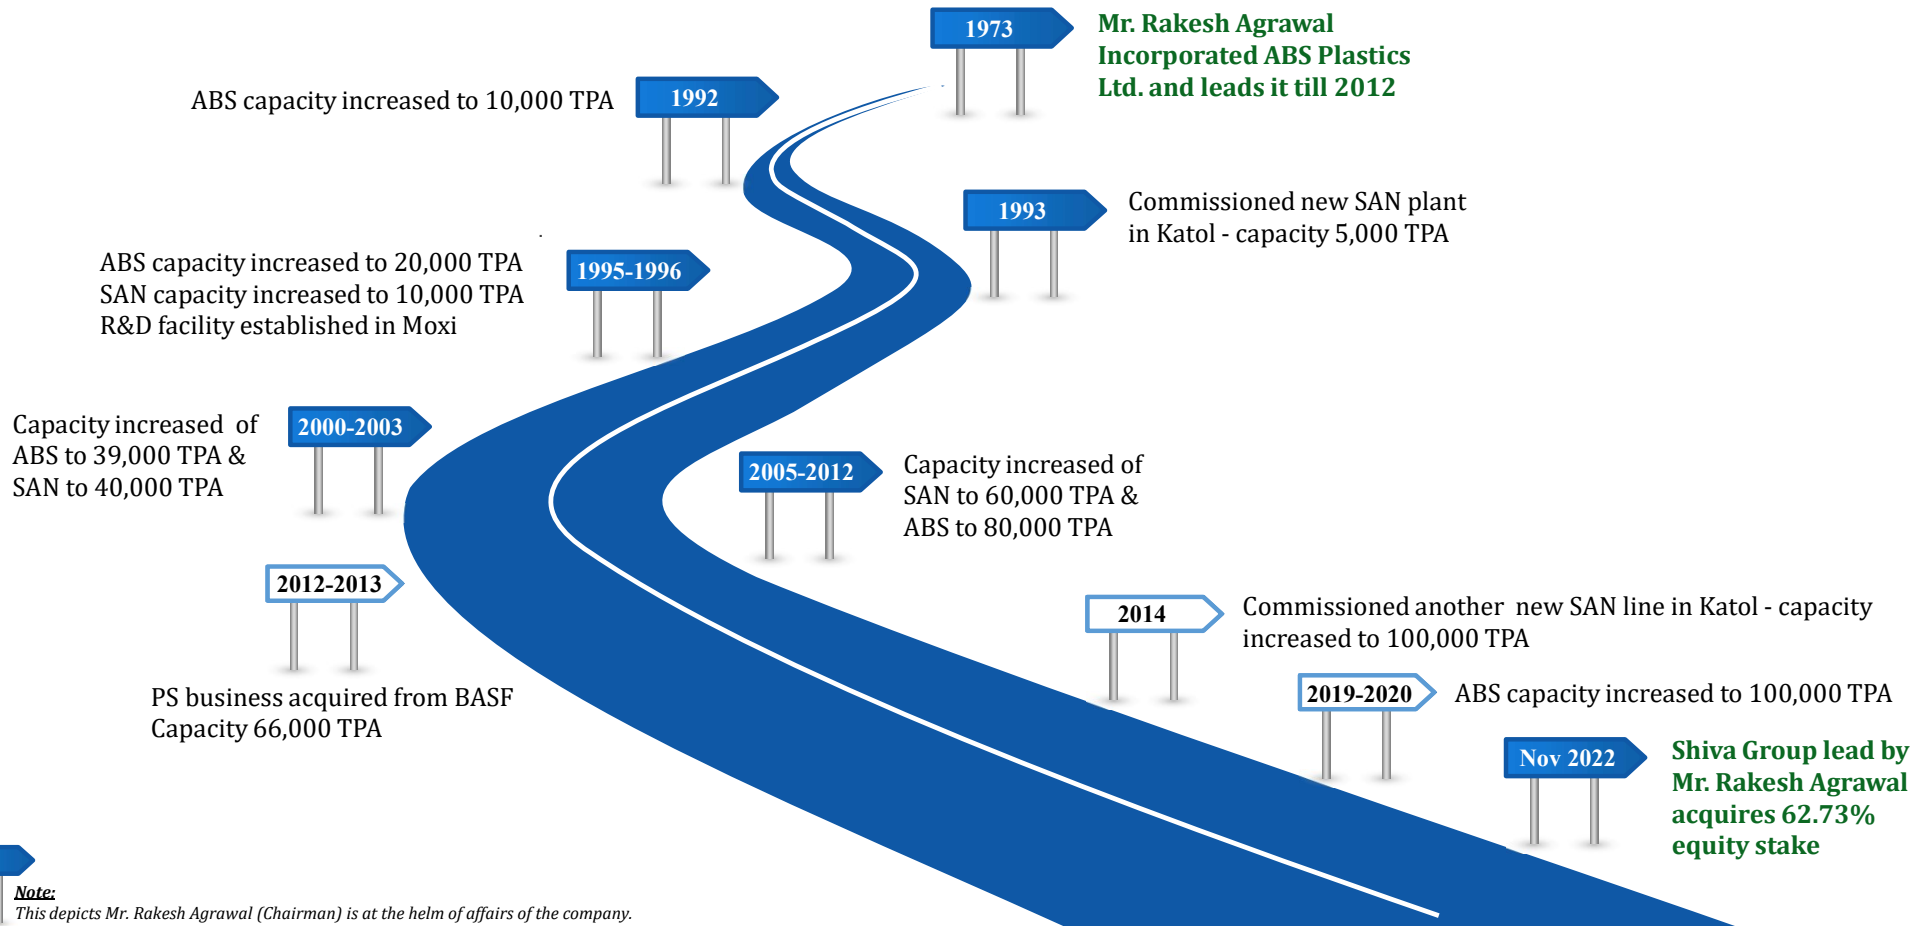 1973
Mr. Rakesh Agrawal
Incorporated ABS Plastics
Ltd. and leads it till 2012
ABS capacity increased to 10,000 TPA
1992
1993
Commissioned new SAN plant
in Katol - capacity 5,000 TPA
ABS capacity increased to 20,000 TPA
SAN capacity increased to 10,000 TPA
R&D facility established in Moxi
1995-1996
Capacity increased of
ABS to 39,000 TPA &
SAN to 40,000 TPA
2000-2003
2005-2012
Capacity increased of
SAN to 60,000 TPA &
ABS to 80,000 TPA
2012-2013
PS business acquired from BASF
Capacity 66,000 TPA
2014
Commissioned another new SAN line in Katol - capacity
increased to 100,000 TPA
2019-2020
ABS capacity increased to 100,000 TPA
Nov 2022
Shiva Group lead by
Mr. Rakesh Agrawal
acquires 62.73%
equity stake
Note:
This depicts Mr. Rakesh Agrawal (Chairman) is at the helm of affairs of the company.